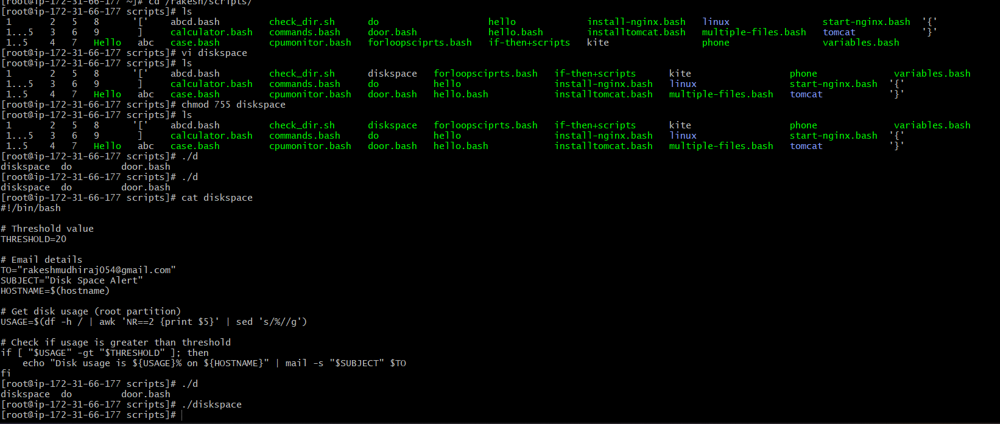 [root@ip-172-31-66-177 ~]# cd /rakesh/scripts/
[root@ip-172-31-66-177 scripts]# ls
 1       2   5   8      '['   abcd.bash         check_dir.sh     do                   hello             install-nginx.bash   linux                 start-nginx.bash  '{'
 1...5   3   6   9       ]    calculator.bash   commands.bash    door.bash            hello.bash        installtomcat.bash   multiple-files.bash   tomcat            '}'
 1..5    4   7   Hello   abc  case.bash         cpumonitor.bash  forloopsciprts.bash  if-then+scripts   kite                 phone                 variables.bash
[root@ip-172-31-66-177 scripts]# vi diskspace
[root@ip-172-31-66-177 scripts]# ls
 1       2   5   8      '['   abcd.bash         check_dir.sh     diskspace   forloopsciprts.bash   if-then+scripts     kite                  phone              variables.bash
 1...5   3   6   9       ]    calculator.bash   commands.bash    do          hello                 install-nginx.bash  linux                 start-nginx.bash  '{'
 1..5    4   7   Hello   abc  case.bash         cpumonitor.bash  door.bash   hello.bash            installtomcat.bash  multiple-files.bash   tomcat            '}'
[root@ip-172-31-66-177 scripts]# chmod 755 diskspace
[root@ip-172-31-66-177 scripts]# ls
 1       2   5   8      '['   abcd.bash         check_dir.sh     diskspace   forloopsciprts.bash   if-then+scripts     kite                  phone              variables.bash
 1...5   3   6   9       ]    calculator.bash   commands.bash    do          hello                 install-nginx.bash  linux                 start-nginx.bash  '{'
 1..5    4   7   Hello   abc  case.bash         cpumonitor.bash  door.bash   hello.bash            installtomcat.bash  multiple-files.bash   tomcat            '}'
[root@ip-172-31-66-177 scripts]# ./d
diskspace  do         door.bash
[root@ip-172-31-66-177 scripts]# ./d
diskspace  do         door.bash
[root@ip-172-31-66-177 scripts]# cat diskspace
#!/bin/bash

# Threshold value
THRESHOLD=20

# Email details
TO="rakeshmudhiraj054@gmail.com"
SUBJECT="Disk Space Alert"
HOSTNAME=$(hostname)

# Get disk usage (root partition)
USAGE=$(df -h / | awk 'NR==2 {print $5}' | sed 's/%//g')

# Check if usage is greater than threshold
if [ "$USAGE" -gt "$THRESHOLD" ]; then
    echo "Disk usage is ${USAGE}% on ${HOSTNAME}" | mail -s "$SUBJECT" $TO
fi
[root@ip-172-31-66-177 scripts]# ./d
diskspace  do         door.bash
[root@ip-172-31-66-177 scripts]# ./diskspace
[root@ip-172-31-66-177 scripts]#